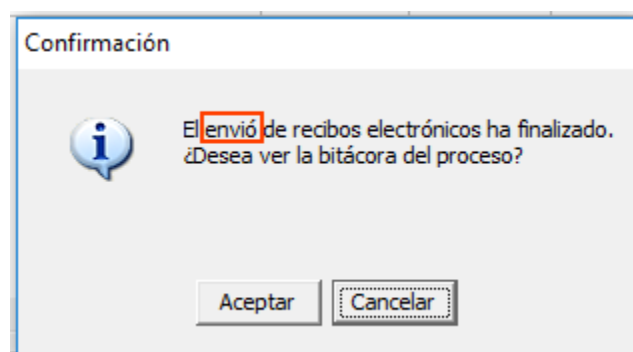 Confirmación
El envió de recibos electrónicos ha finalizado.
¿Desea ver la bitácora del proceso?
Aceptar
Cancelar